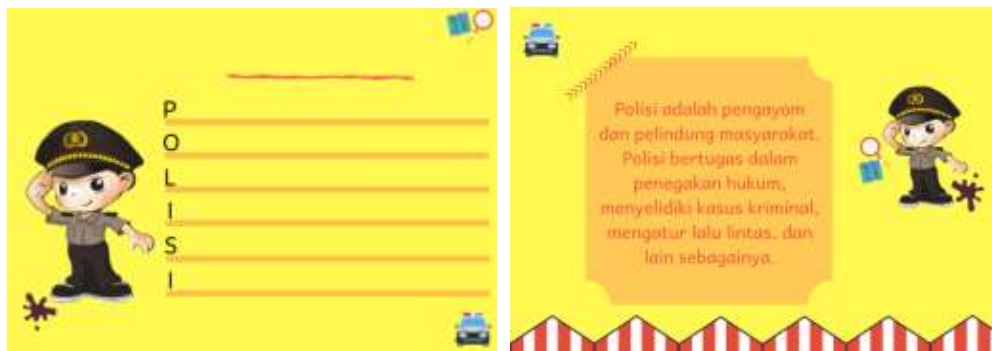 P
O
L
I
S
I
Polisi adalah pengayom
dan pelindung masyarakat.
Polisi bertugas dalam
penegakan hukum,
menyelidiki kasus kriminal,
mengatur lalu lintas, dan
lain sebagainya.